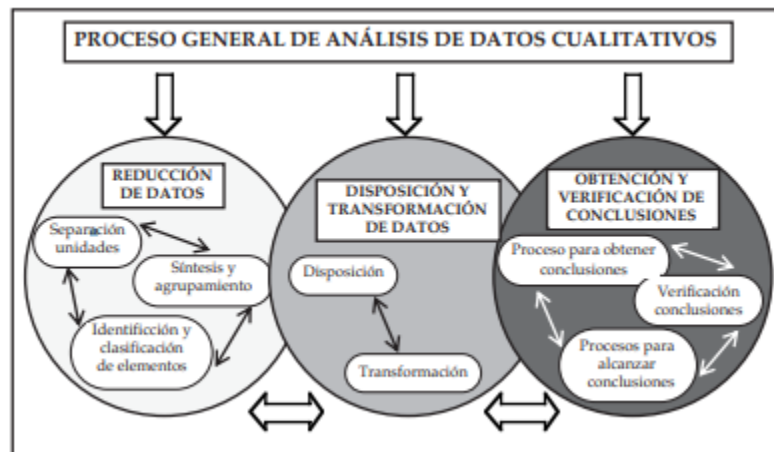 PROCESO GENERAL DE ANÁLISIS DE DATOS CUALITATIVOS
REDUCCIÓN
DE DATOS
Separación
unidades
Síntesis y
agrupamiento
Identificción y
clasificación
de elementos
DISPOSICIÓN Y
TRANSFORMACIÓN
DE DATOS
Disposición
Transformación
OBTENCIÓN Y
VERIFICACIÓN DE
CONCLUSIONES
Proceso para obtener
conclusiones
Verificación
conclusiones
Procesos para
alcanzar
conclusiones